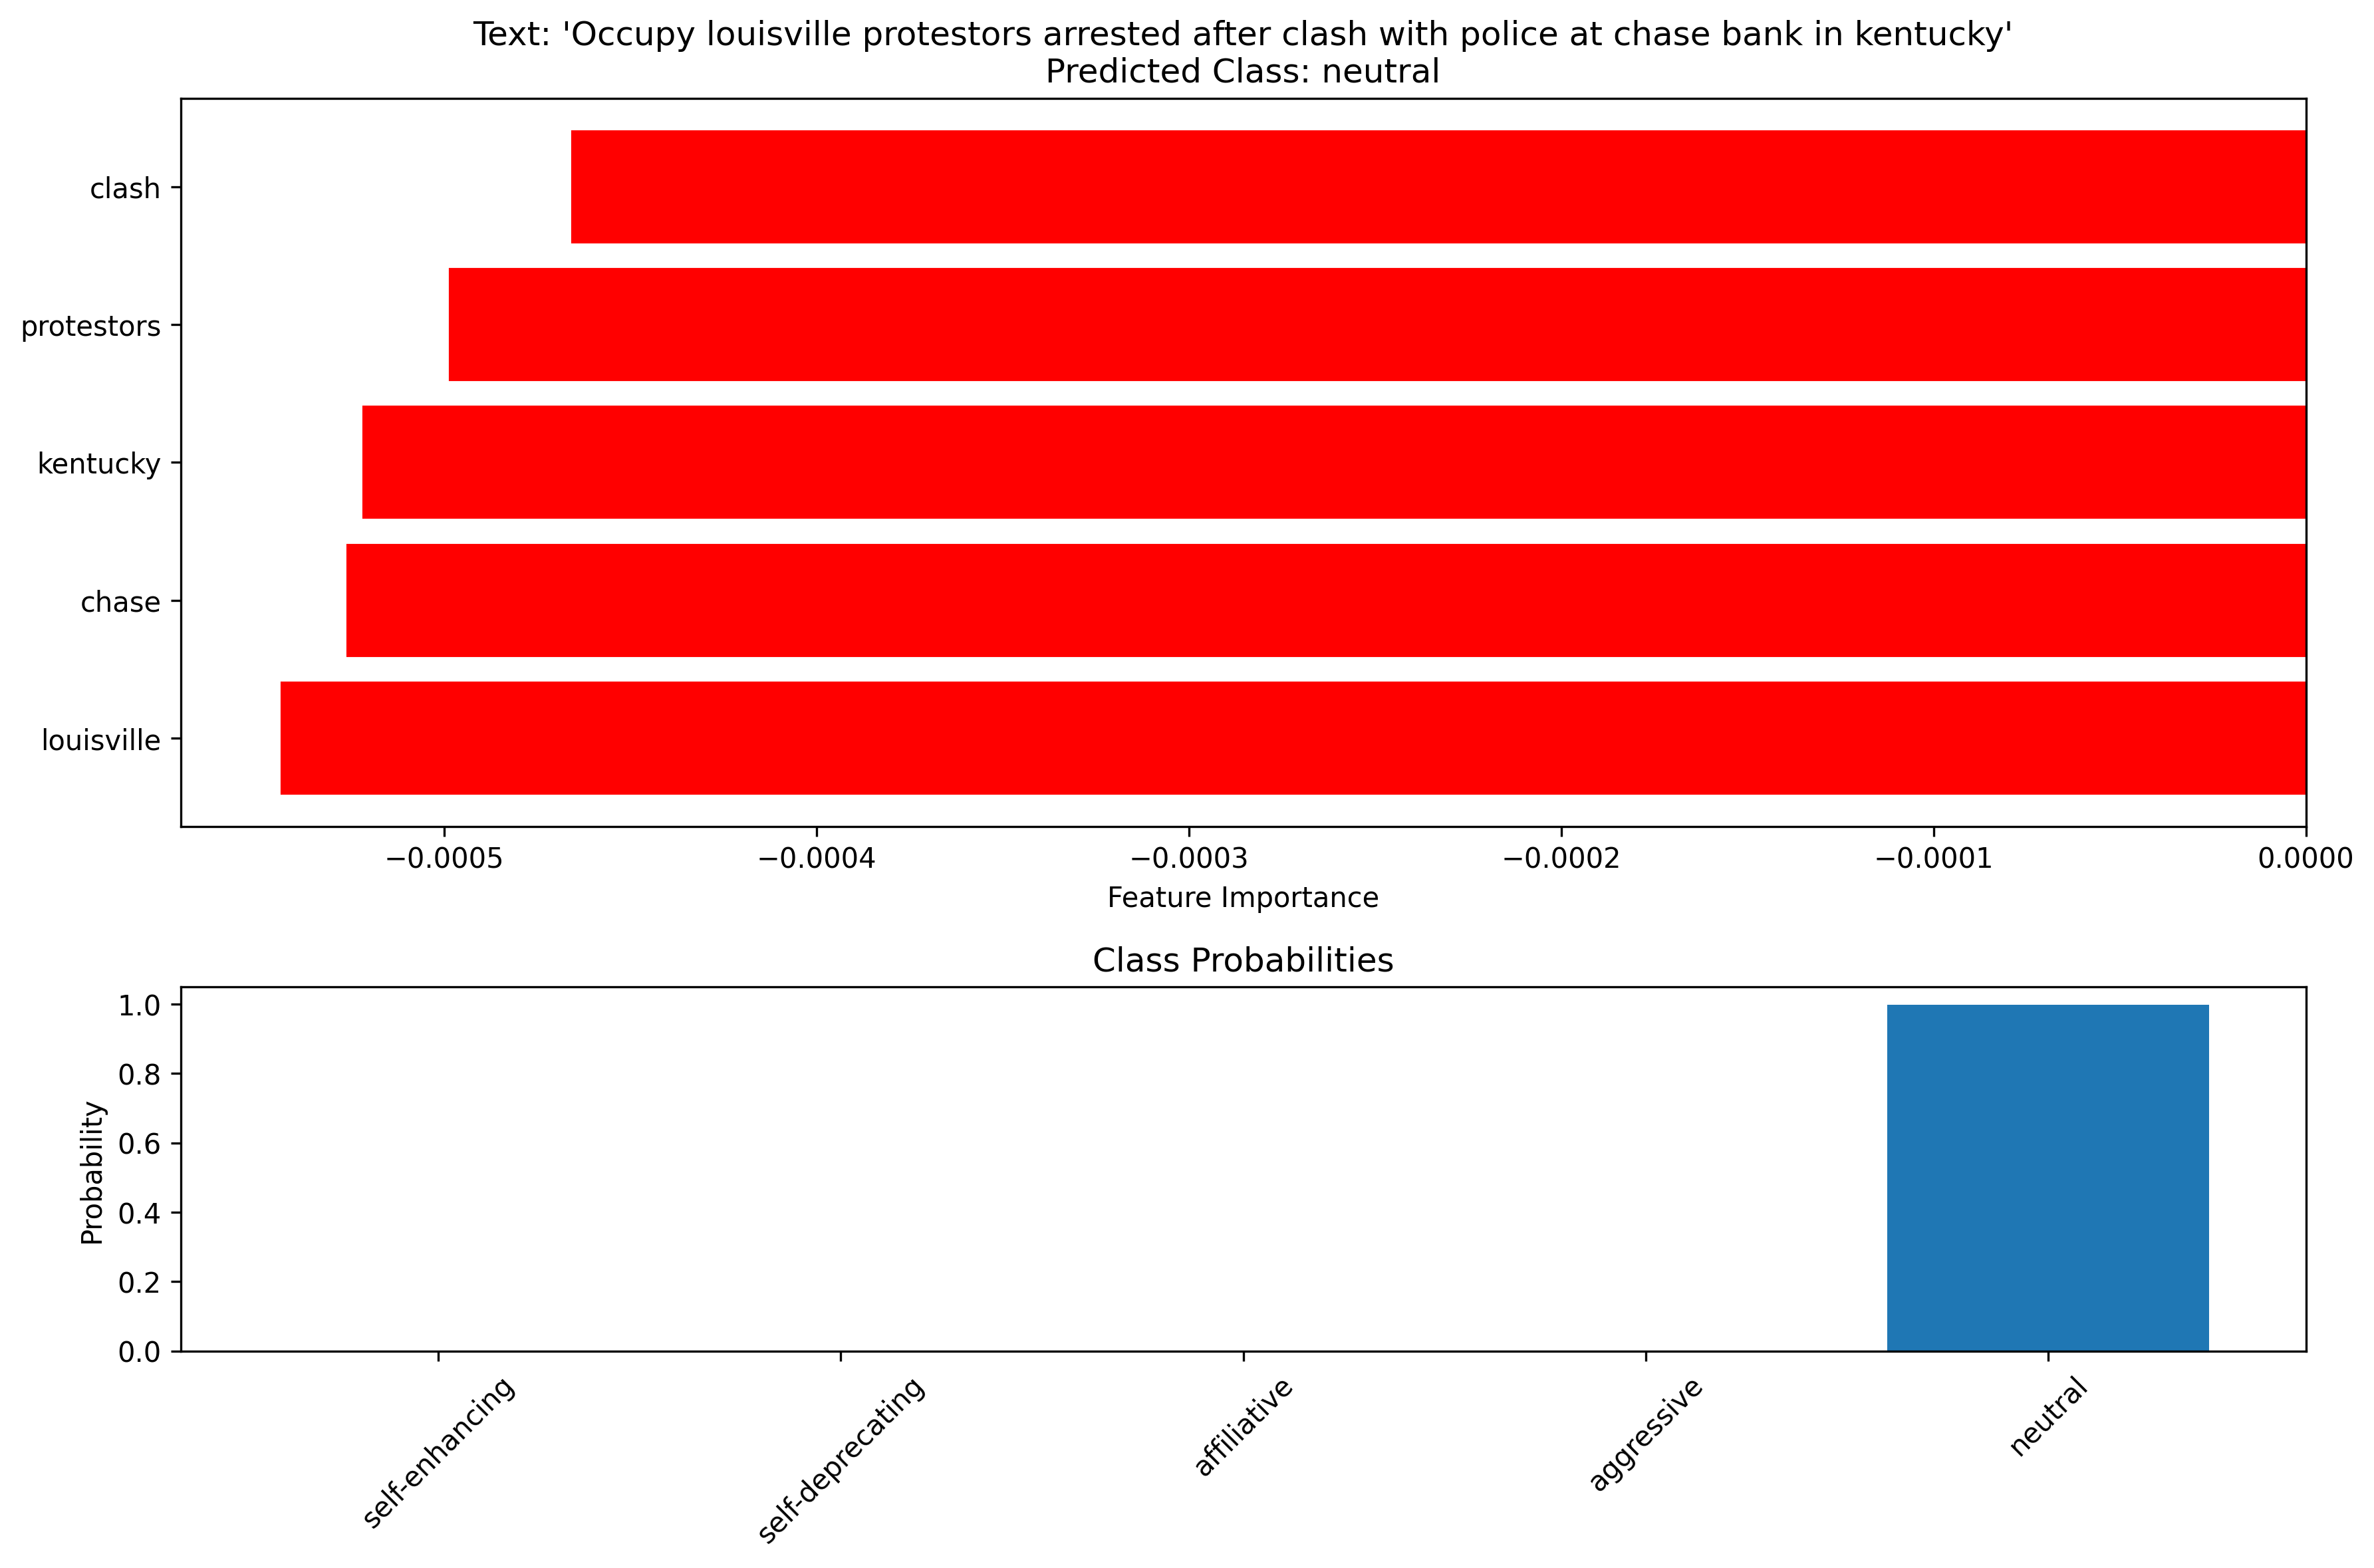 Text: 'Occupy louisville protestors arrested after clash with police at chase bank in kentucky'
Predicted Class: neutral
clash
protestors
kentucky
chase
louisville
−0.0005
−0.0004
−0.0003
−0.0002
−0.0001
0.0000
Feature Importance
Class Probabilities
Probability
1.0
0.8
0.6
0.4
0.2
0.0
self-enhancing
self-deprecating
affiliative
aggressive
neutral